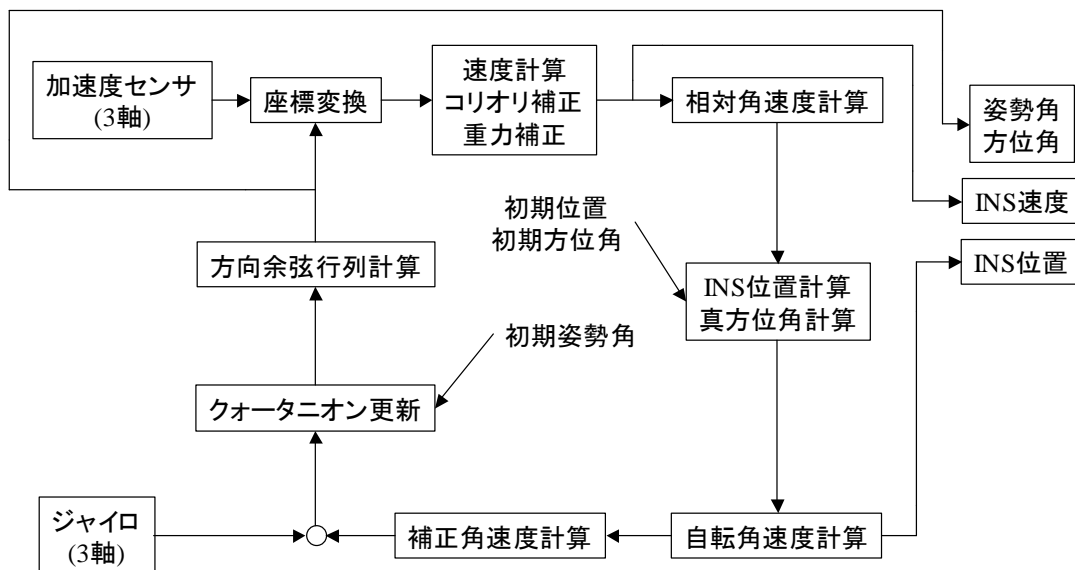 加速度センサ
(3軸)
座標変換
速度計算
コリオリ補正
重力補正
相対角速度計算
姿勢角
方位角
INS速度
INS位置
初期位置
初期方位角
方向余弦行列計算
INS位置計算
真方位角計算
初期姿勢角
クォータニオン更新
ジャイロ
(3軸)
補正角速度計算
自転角速度計算